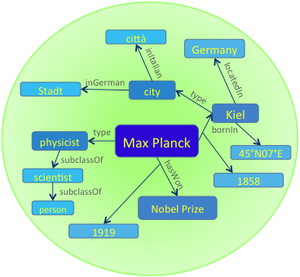 città
inItalian
Germany
locatedIn
Stadt
inGerman
city
type
Kiel
bornIn
physicist
type
Max Planck
45°N07°E
subclassOf
scientist
hasWon
1858
subclassOf
person
Nobel Prize
1919